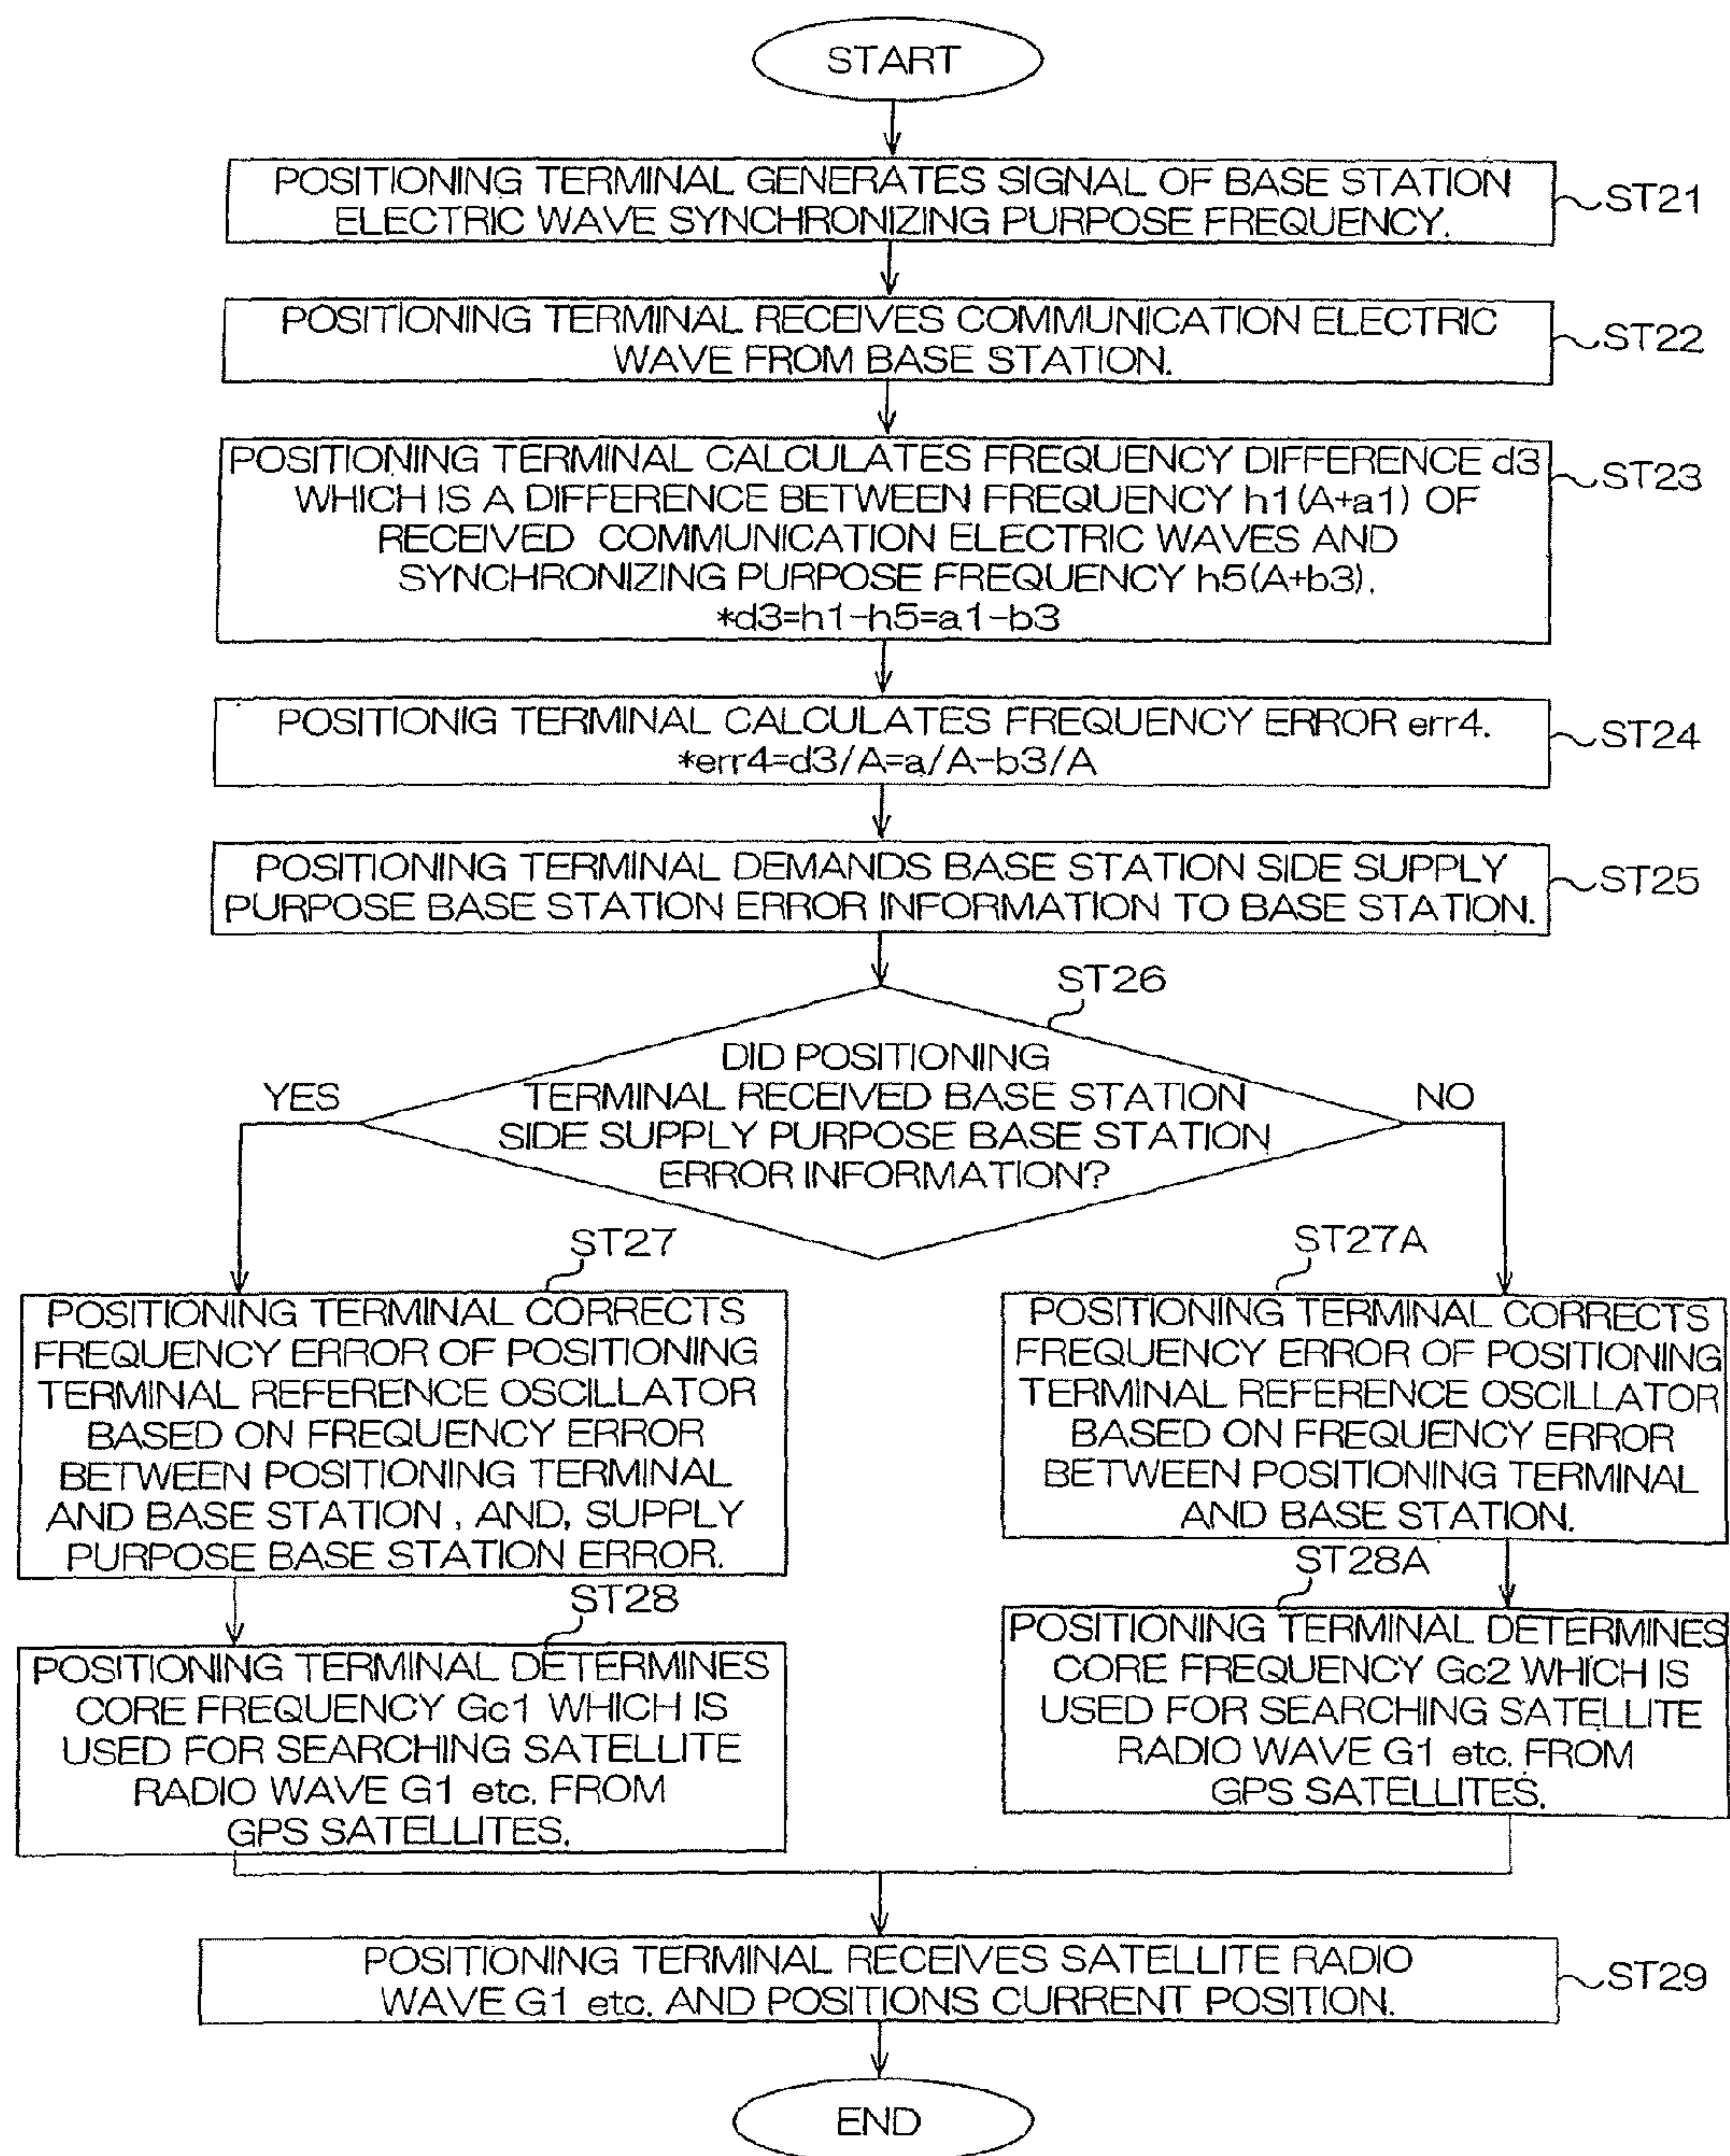 START
POSITIONING TERMINAL GENERATES SIGNAL OF BASE STATION
ELECTRIC WAVE SYNCHRONIZING PURPOSE FREQUENCY.
ST21
POSITIONING TERMINAL RECEIVES COMMUNICATION ELECTRIC
WAVE FROM BASE STATION.
ST22
POSITIONING TERMINAL CALCULATES FREQUENCY DIFFERENCE d3
WHICH IS A DIFFERENCE BETWEEN FREQUENCY h1(A+a1) OF
RECEIVED COMMUNICATION ELECTRIC WAVES AND
SYNCHRONIZING PURPOSE FREQUENCY h5(A+b3).
*d3=h1-h5=a1-b3
ST23
POSITIONIG TERMINAL CALCULATES FREQUENCY ERROR err4.
*err4=d3/A=a/A-b3/A
ST24
POSITIONING TERMINAL DEMANDS BASE STATION SIDE SUPPLY
PURPOSE BASE STATION ERROR INFORMATION TO BASE STATION.
ST25
ST26
DID POSITIONING
TERMINAL RECEIVED BASE STATION
SIDE SUPPLY PURPOSE BASE STATION
ERROR INFORMATION?
YES
NO
ST27
POSITIONING TERMINAL CORRECTS
FREQUENCY ERROR OF POSITIONING
TERMINAL REFERENCE OSCILLATOR
BASED ON FREQUENCY ERROR
BETWEEN POSITIONING TERMINAL
AND BASE STATION , AND, SUPPLY
PURPOSE BASE STATION ERROR.
ST27A
POSITIONING TERMINAL CORRECTS
FREQUENCY ERROR OF POSITIONING
TERMINAL REFERENCE OSCILLATOR
BASED ON FREQUENCY ERROR
BETWEEN POSITIONING TERMINAL
AND BASE STATION.
ST28
POSITIONING TERMINAL DETERMINES
CORE FREQUENCY Gc1 WHICH IS
USED FOR SEARCHING SATELLITE
RADIO WAVE G1 etc. FROM
GPS SATELLITES.
ST28A
POSITIONING TERMINAL DETERMINES
CORE FREQUENCY Gc2 WHICH IS
USED FOR SEARCHING SATELLITE
RADIO WAVE G1 etc. FROM
GPS SATELLITES.
POSITIONING TERMINAL RECEIVES SATELLITE RADIO
WAVE G1 etc. AND POSITIONS CURRENT POSITION.
ST29
END